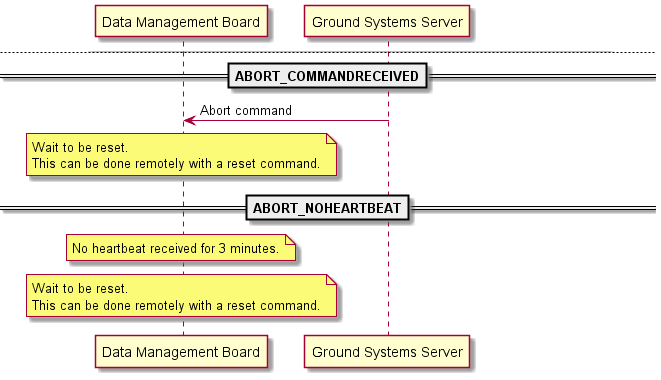 Data Management Board
Ground Systems Server
ABORT_COMMANDRECEIVED
Abort command
Wait to be reset.
This can be done remotely with a reset command.
ABORT_NOHEARTBEAT
No heartbeat received for 3 minutes.
Wait to be reset.
This can be done remotely with a reset command.
Data Management Board
Ground Systems Server